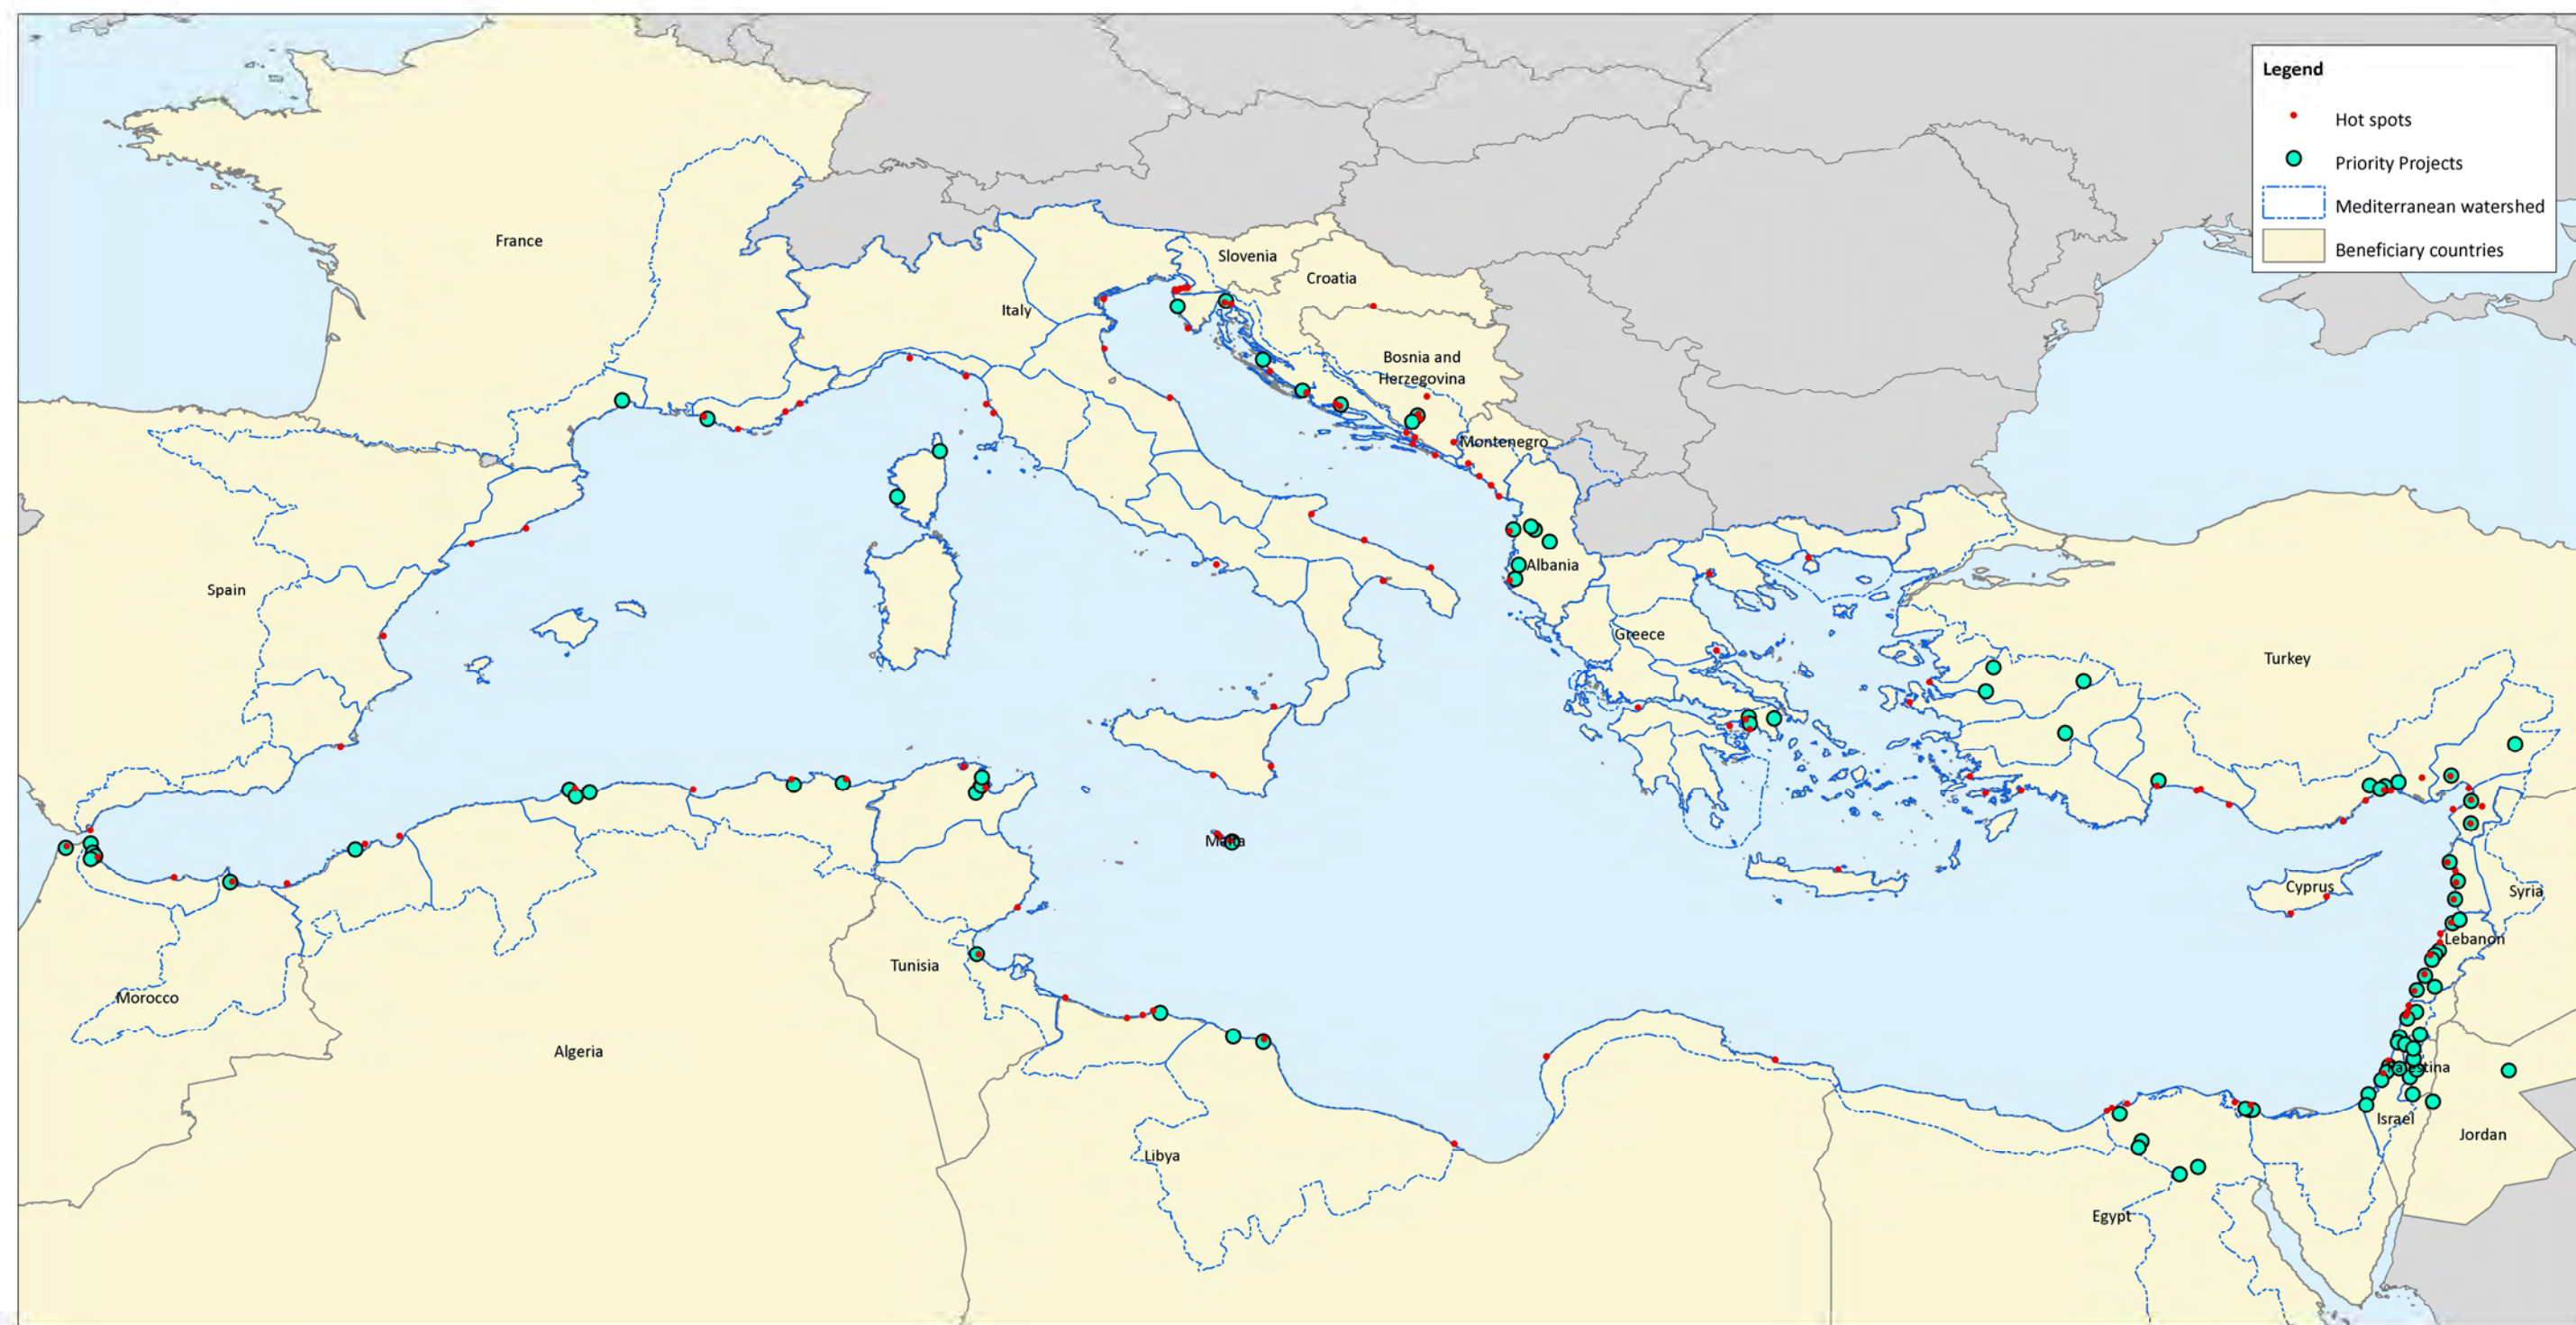 Legend
Hot spots
Priority Projects
Mediterranean watershed
Beneficiary countries
France
Slovenia
Croatia
Italy
Bosnia and
Herzegovina
Montenegro
Spain
Albania
Greece
Turkey
Malta
Cyprus
Syria
Lebanon
Tunisia
Morocco
Algeria
Palestina
Israel
Jordan
Libya
Egypt